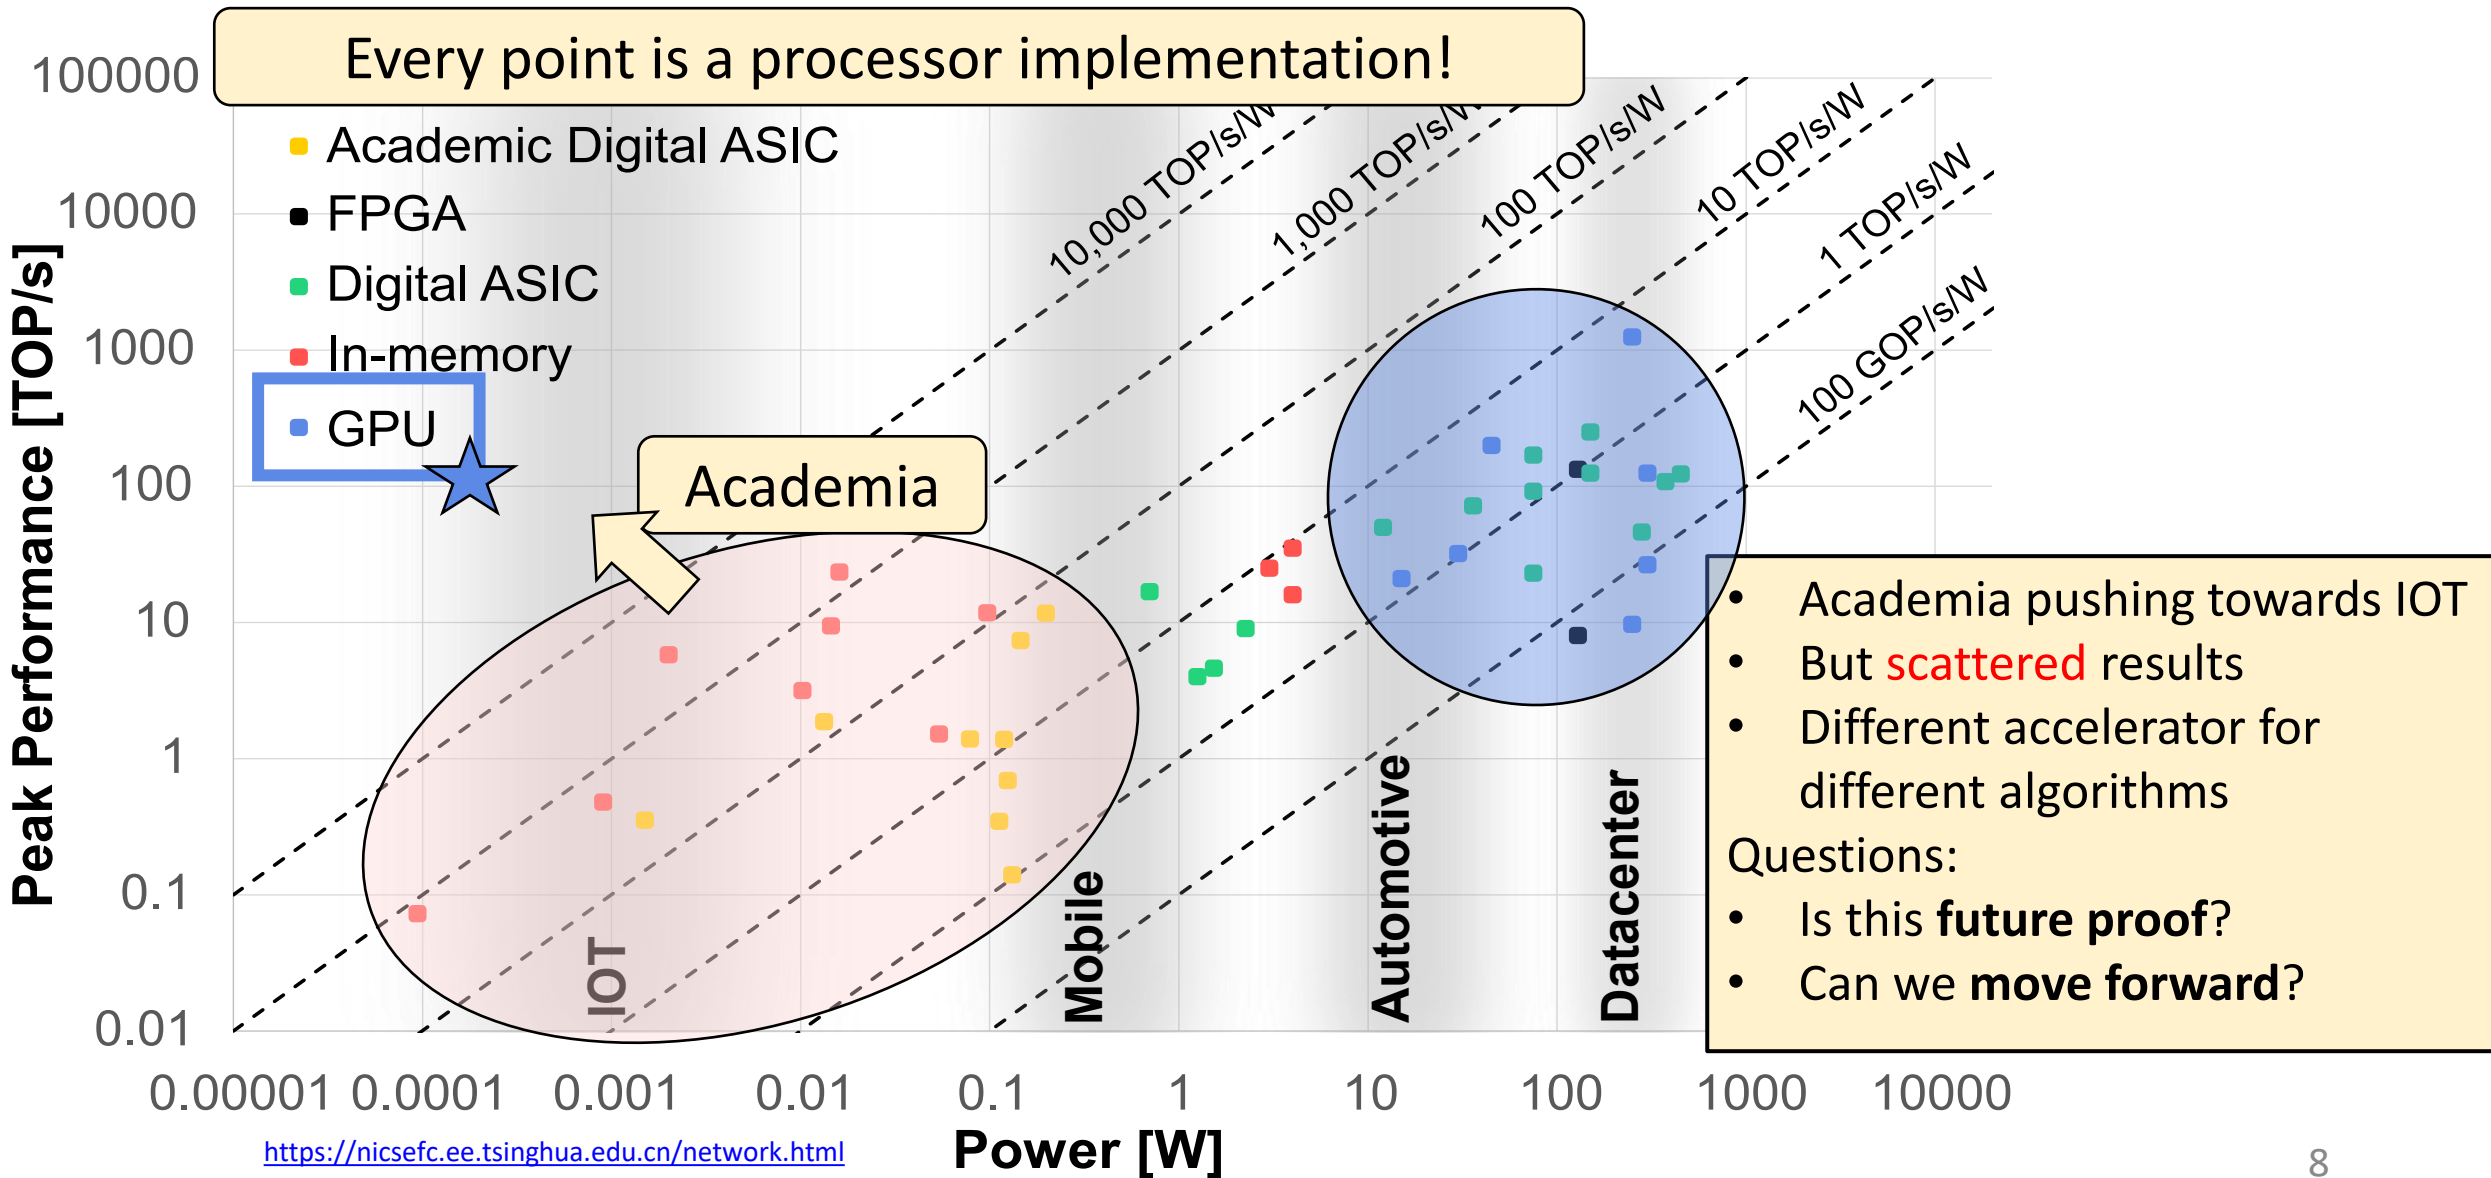 Every point is a processor implementation!
100000
10000
1000
100
10
1
0.1
0.01
Peak Performance [TOP/s]
Academic Digital ASIC
FPGA
Digital ASIC
In-memory
GPU
Academia
10,000 TOP/s/W
1,000 TOP/s/W
100 TOP/s/W
10 TOP/s/W
1 TOP/s/W
100 GOP/s/W
IOT
Mobile
Automotive
Datacenter
• Academia pushing towards IOT
• But scattered results
• Different accelerator for
different algorithms
Questions:
• Is this future proof?
• Can we move forward?
0.00001
0.0001
0.001
0.01
0.1
1
10
100
1000
10000
Power [W]
https://nicsefc.ee.tsinghua.edu.cn/network.html
8